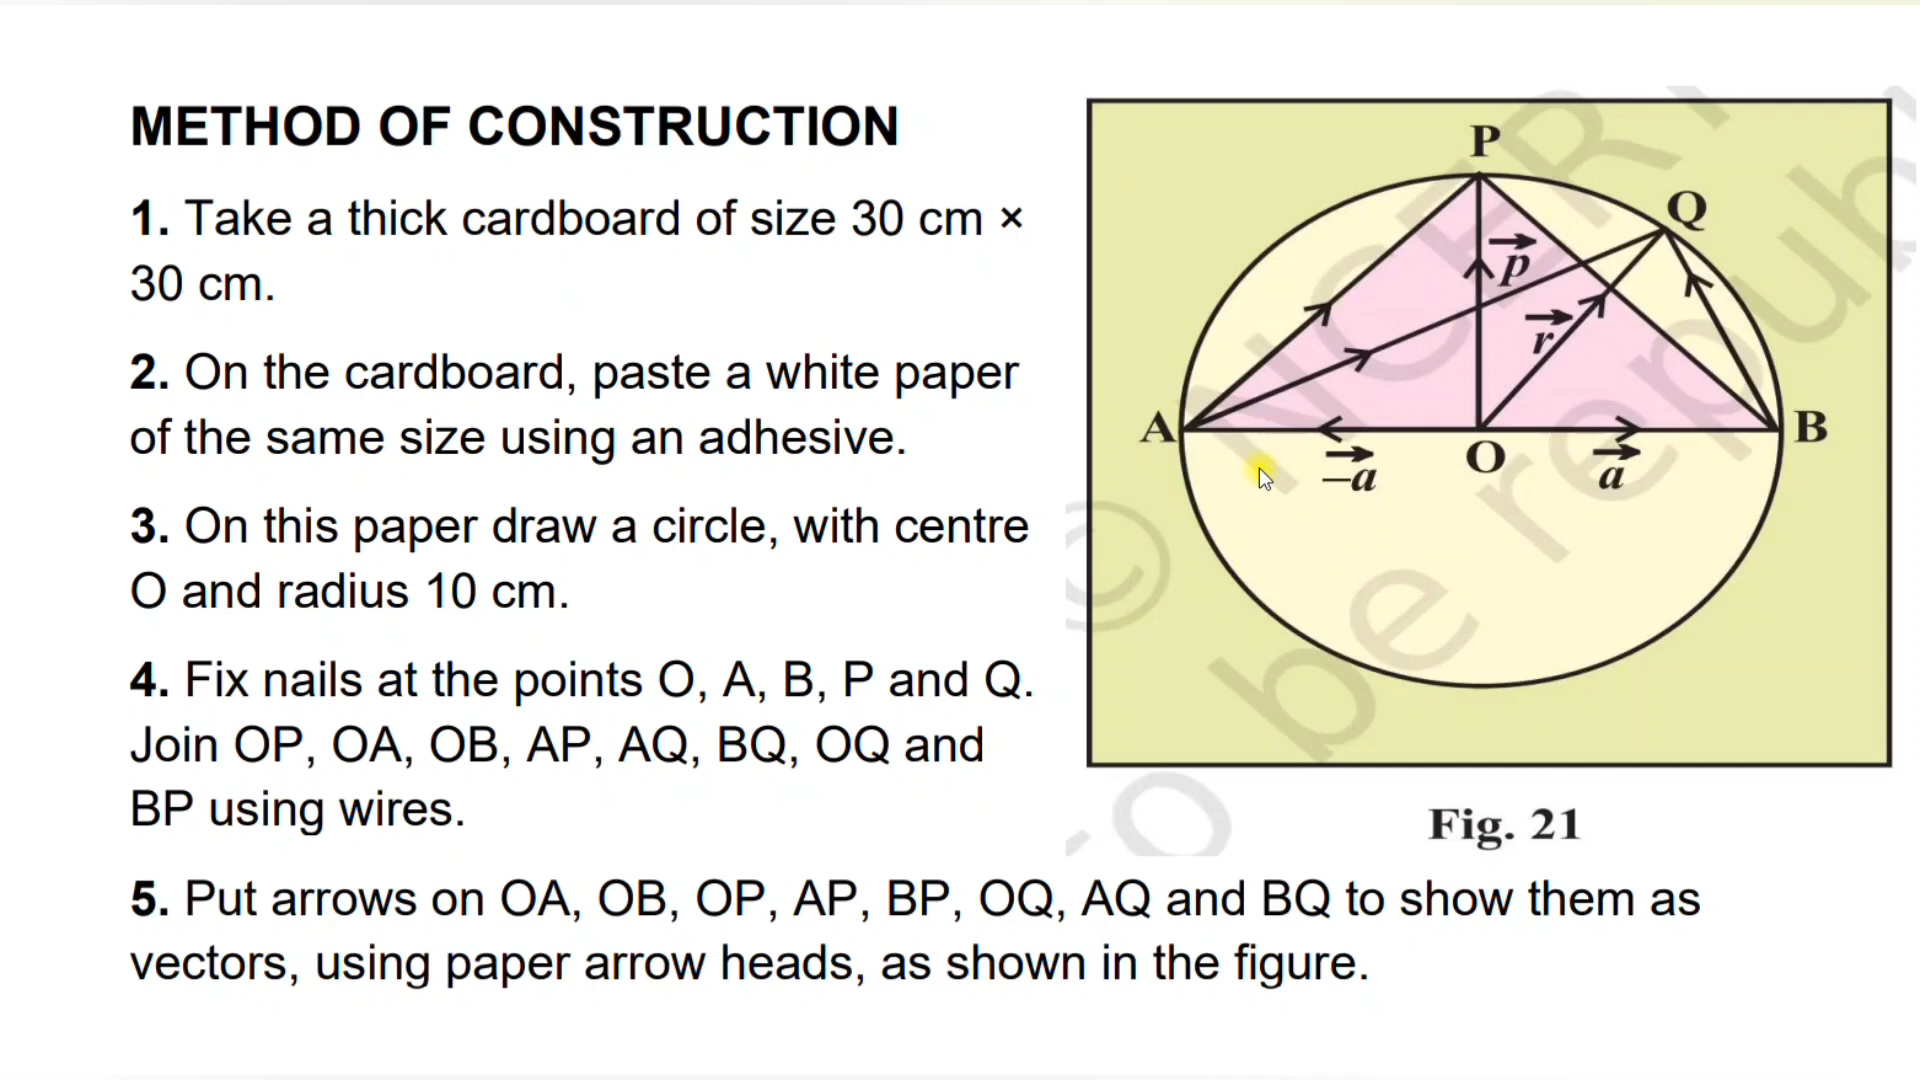 METHOD OF CONSTRUCTION
1. Take a thick cardboard of size 30 cm ×
30 cm.
2. On the cardboard, paste a white paper
of the same size using an adhesive.
3. On this paper draw a circle, with centre
O and radius 10 cm.
4. Fix nails at the points O, A, B, P and Q.
Join OP, OA, OB, AP, AQ, BQ, OQ and
BP using wires.
P
Q
p
r
A
B
O
–a
a
© NCERT
be repub
Fig. 21
5. Put arrows on OA, OB, OP, AP, BP, OQ, AQ and BQ to show them as
vectors, using paper arrow heads, as shown in the figure.